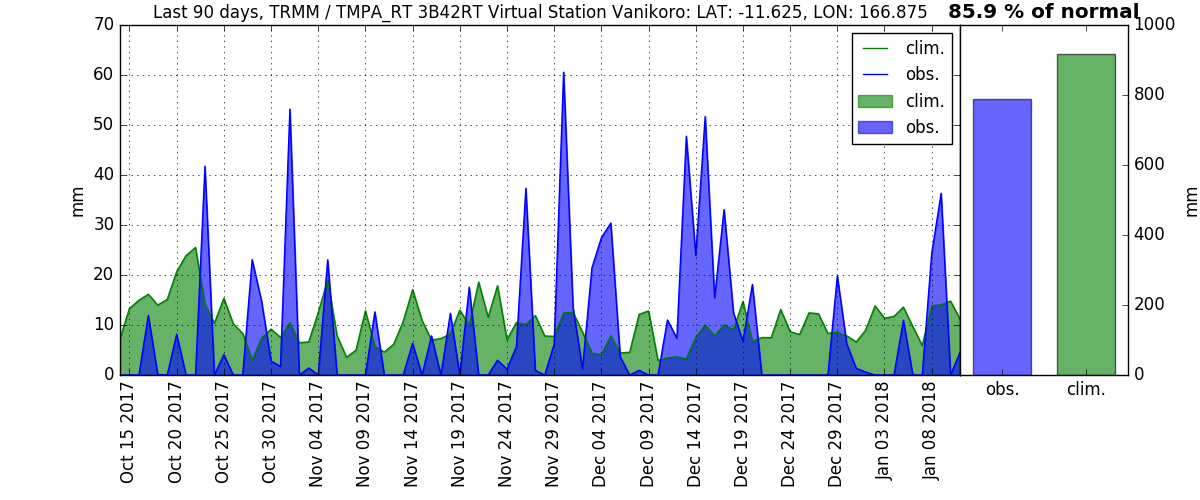 Last 90 days, TRMM / TMPA_RT 3B42RT Virtual Station Vanikoro: LAT: -11.625, LON: 166.875
85.9 % of normal
70
60
50
40
30
20
10
0
mm
clim.
obs.
clim.
obs.
Oct 15 2017
Oct 20 2017
Oct 25 2017
Oct 30 2017
Nov 04 2017
Nov 09 2017
Nov 14 2017
Nov 19 2017
Nov 24 2017
Nov 29 2017
Dec 04 2017
Dec 09 2017
Dec 14 2017
Dec 19 2017
Dec 24 2017
Dec 29 2017
Jan 03 2018
Jan 08 2018
obs.
clim.
1000
800
600
400
200
0
mm